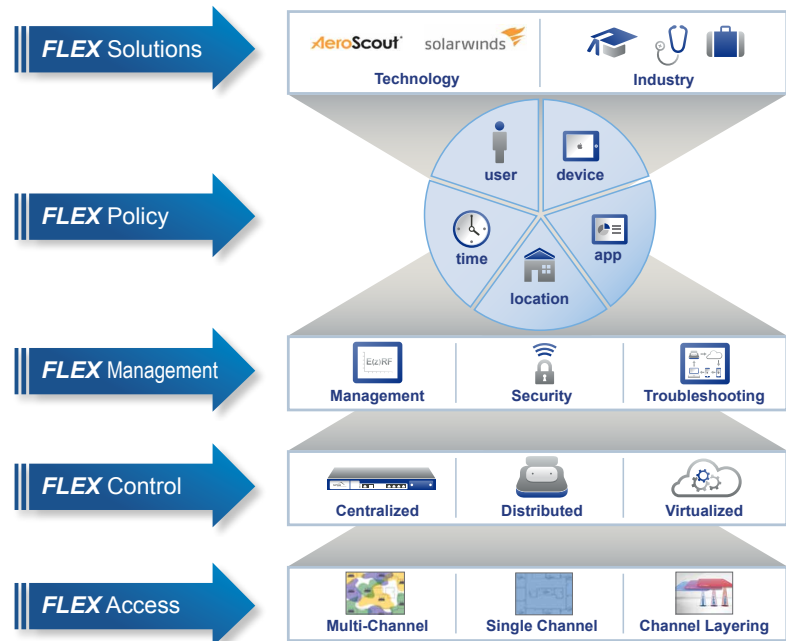 FLEX Solutions
AeroScout
solarwinds
Technology
Industry
FLEX Policy
user
device
time
app
location
FLEX Management
E(z)RF
Management
Security
Troubleshooting
FLEX Control
Centralized
Distributed
Virtualized
FLEX Access
Multi-Channel
Single Channel
Channel Layering